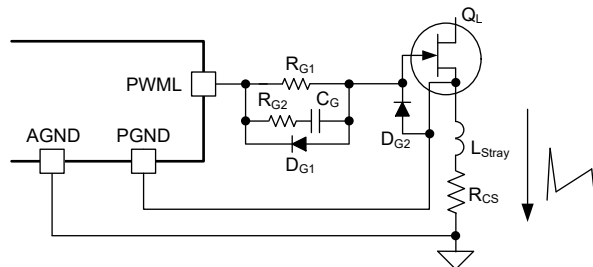 QL
PWML
RG1
RG2
CG
AGND
PGND
DG1
DG2
LStray
RCS